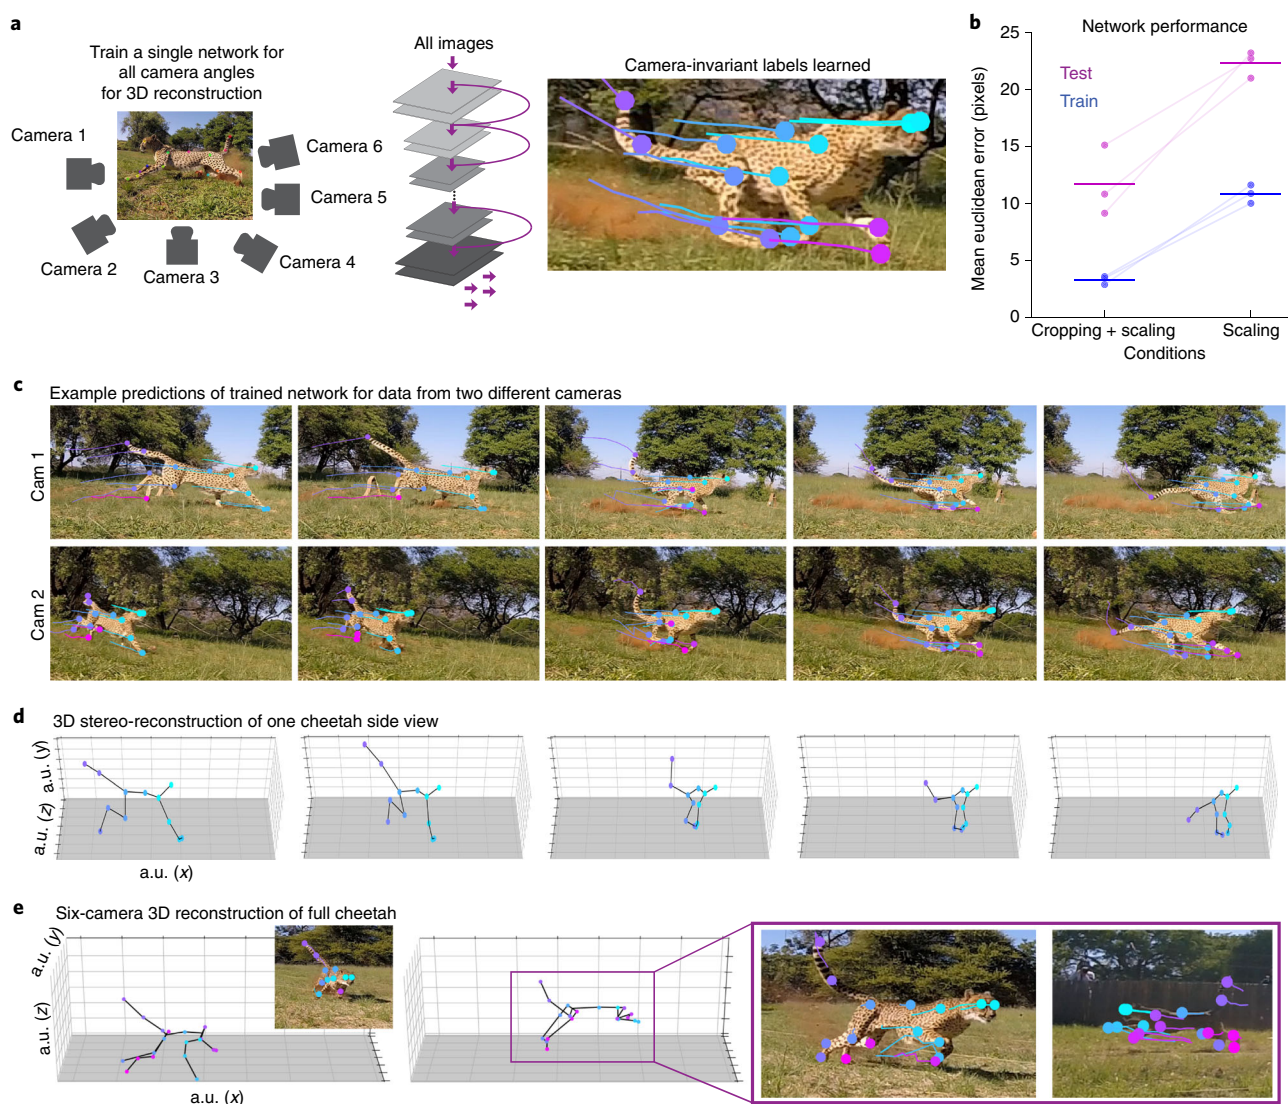 a
Train a single network for
all camera angles
for 3D reconstruction
Camera 1
Camera 2
Camera 3
Camera 4
Camera 5
Camera 6
All images
Camera-invariant labels learned
b
Network performance
Mean euclidean error (pixels)
25
20
15
10
5
0
Test
Train
Cropping + scaling
Scaling
Conditions
c
Example predictions of trained network for data from two different cameras
Cam 1
Cam 2
d
3D stereo-reconstruction of one cheetah side view
a.u. (y)
a.u. (z)
a.u. (x)
e
Six-camera 3D reconstruction of full cheetah
a.u. (y)
a.u. (z)
a.u. (x)